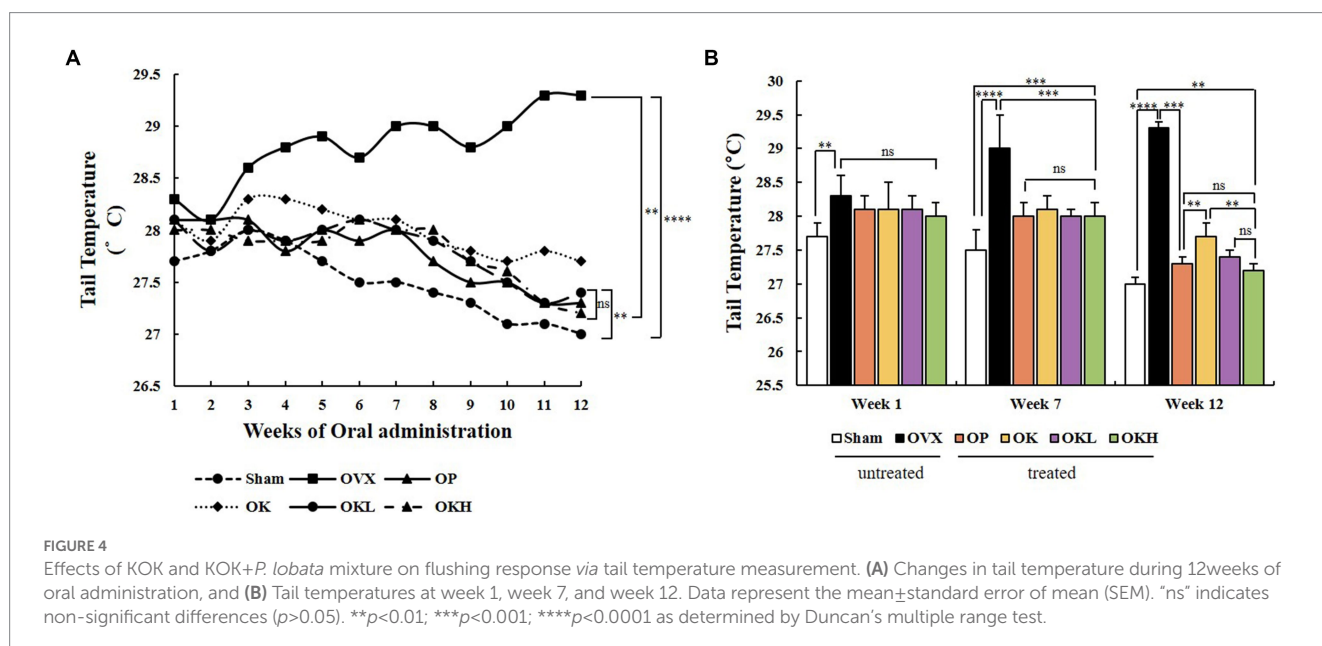 A
29.5
29
28.5
28
27.5
27
26.5
Tail Temperature
(° C)
1 2 3 4 5 6 7 8 9 10 11 12
Weeks of Oral administration
** ****
ns
**
Sham OVX OP
OK OKL OKH
B
30
29.5
29
28.5
28
27.5
27
26.5
26
25.5
Tail Temperature (°C)
**
ns
***
**** ***
ns
**
**** ***
ns
** **
ns
Week 1 Week 7 Week 12
Sham OVX OP OK OKL OKH
untreated treated
FIGURE 4
Effects of KOK and KOK+P. lobata mixture on flushing response via tail temperature measurement. (A) Changes in tail temperature during 12weeks of
oral administration, and (B) Tail temperatures at week 1, week 7, and week 12. Data represent the mean±standard error of mean (SEM). “ns” indicates
non-significant differences (p>0.05). **p<0.01; ***p<0.001; ****p<0.0001 as determined by Duncan’s multiple range test.